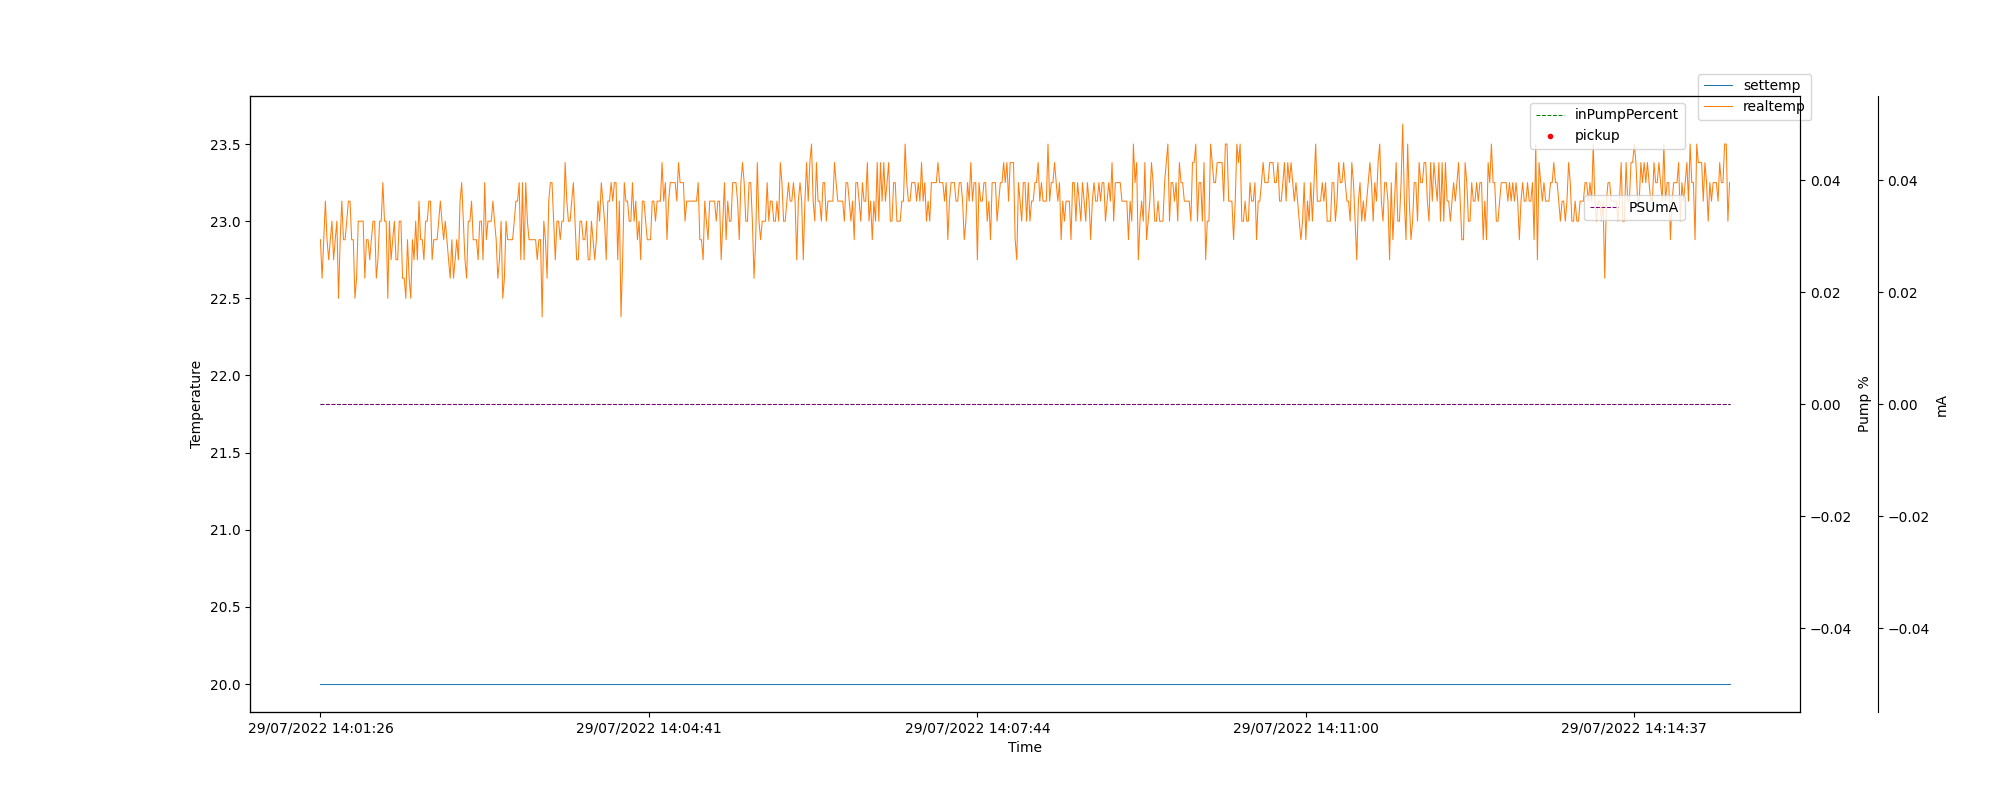 settemp
realtemp
inPumpPercent
pickup
PSUmA
23.5
23.0
22.5
22.0
21.5
21.0
20.5
20.0
Temperature
0.04
0.02
0.00
−0.02
−0.04
Pump %
0.04
0.02
0.00
−0.02
−0.04
mA
29/07/2022 14:01:26
29/07/2022 14:04:41
29/07/2022 14:07:44
29/07/2022 14:11:00
29/07/2022 14:14:37
Time